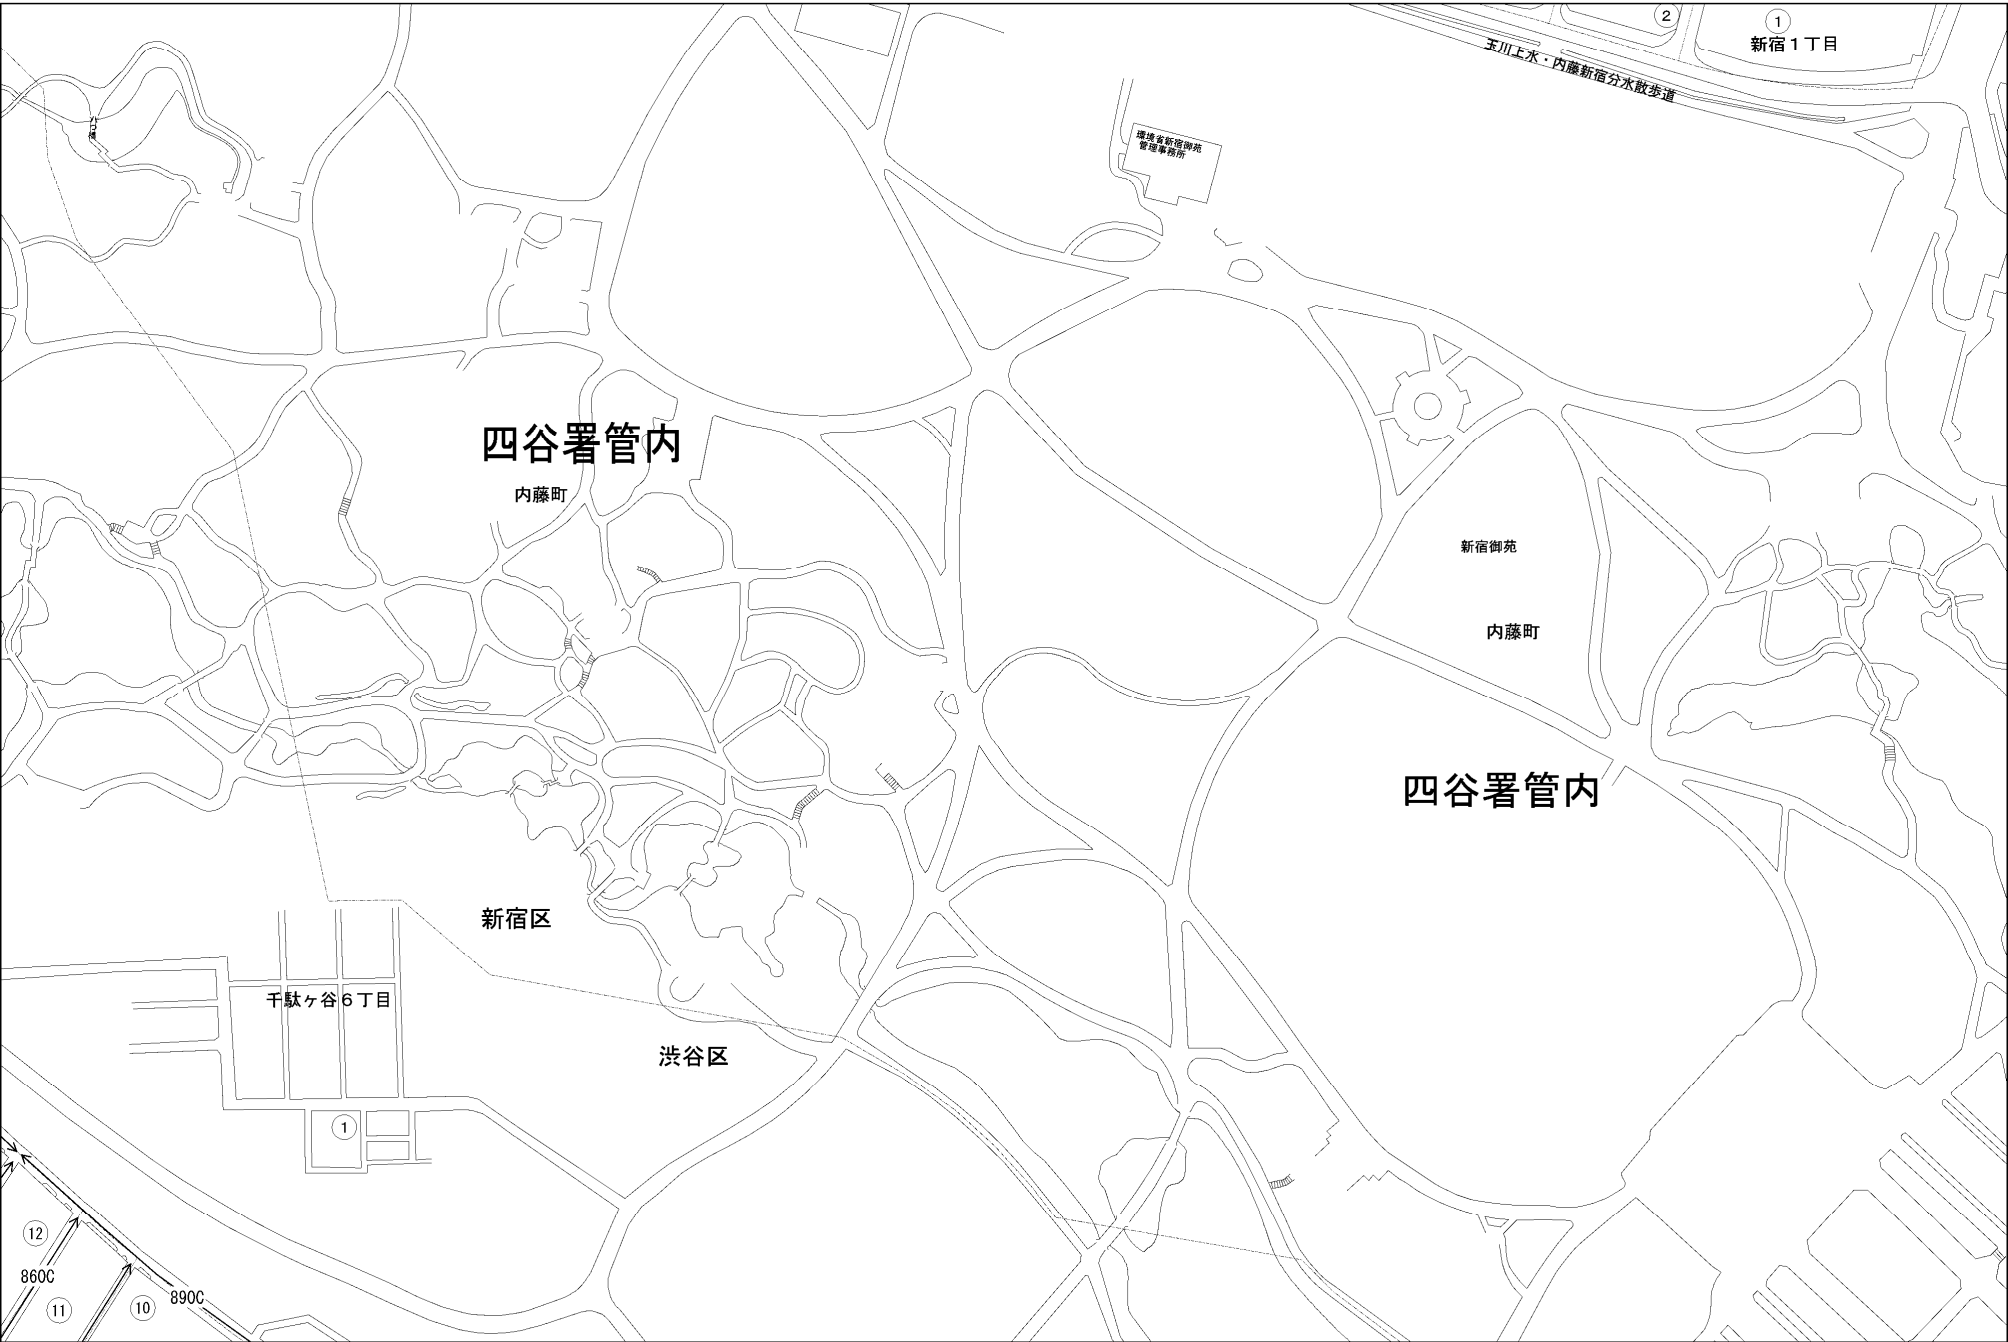 ②
①
新宿１丁目
玉川上水・内藤新宿分水散歩道
八つ橋
環境省新宿御苑
管理事務所
四谷署管内
内藤町
新宿御苑
内藤町
四谷署管内
新宿区
千駄ヶ谷６丁目
渋谷区
①
⑫
860C
890C
⑪
⑩